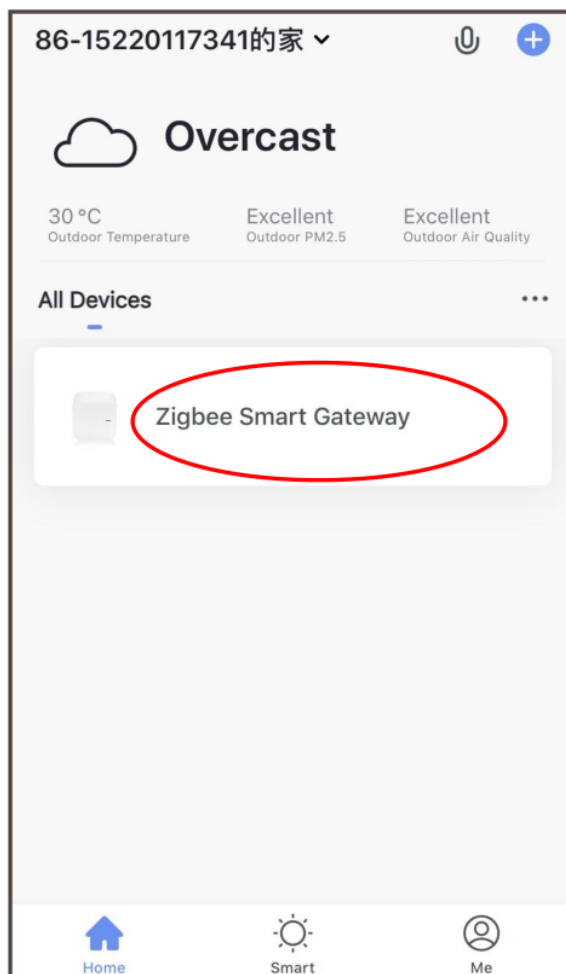 86-15220117341的家
Overcast
30 °C Excellent Excellent
Outdoor Temperature Outdoor PM2.5 Outdoor Air Quality
All Devices
Zigbee Smart Gateway
Home Smart Me